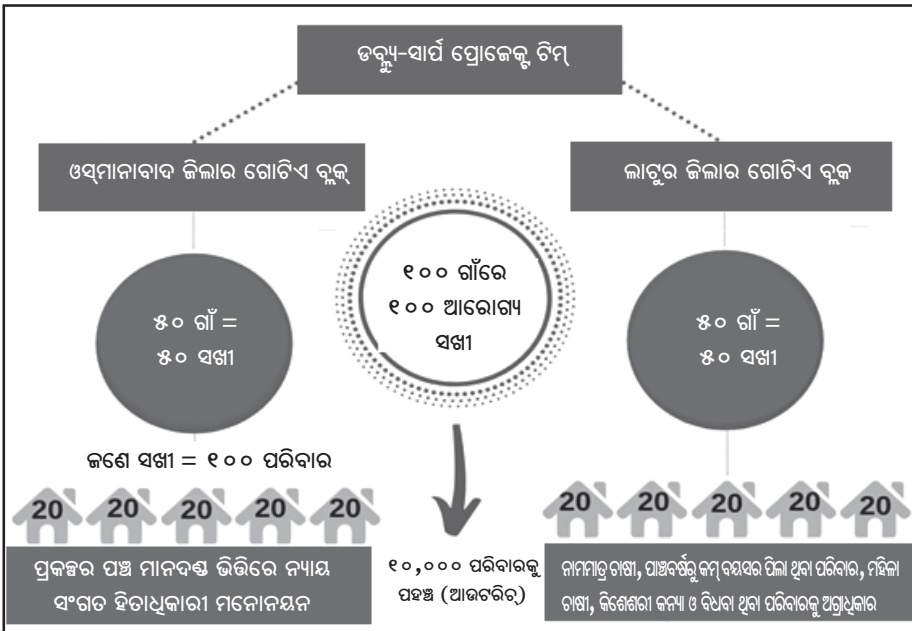 ଡବ୍ଲ୍ୟୁ-ସାର୍ପ ପ୍ରୋଜେକ୍ଟ ଟିମ୍
ଓସ୍‌ମାନାବାଦ ଜିଲାର ଗୋଟିଏ ବ୍ଲକ୍
ଲାଟୁର ଜିଲାର ଗୋଟିଏ ବ୍ଲକ
୧୦୦ ଗାଁରେ
୧୦୦ ଆରୋଗ୍ୟ
ସଖୀ
୫୦ ଗାଁ =
୫୦ ସଖୀ
୫୦ ଗାଁ =
୫୦ ସଖୀ
ଜଣେ ସଖୀ = ୧୦୦ ପରିବାର
20 20 20 20 20
20 20 20 20 20
ପ୍ରକଳ୍ପର ପଞ୍ଚ ମାନଦଣ୍ଡ ଭିତ୍ତିରେ ନ୍ୟାୟ
ସଂଗତ ହିତାଧିକାରୀ ମନୋନୟନ
୧୦,୦୦୦ ପରିବାରକୁ
ପହଞ୍ଚ (ଆଉଟରିଚ୍)
ନାମମାତ୍ର ଚାଷୀ, ପାଞ୍ଚବର୍ଷରୁ କମ୍ ବୟସର ପିଲା ଥିବା ପରିବାର, ମହିଳା
ଚାଷୀ, କିଶେଶରୀ କନ୍ୟା ଓ ବିଧବା ଥିବା ପରିବାରକୁ ଅଗ୍ରାଧିକାର